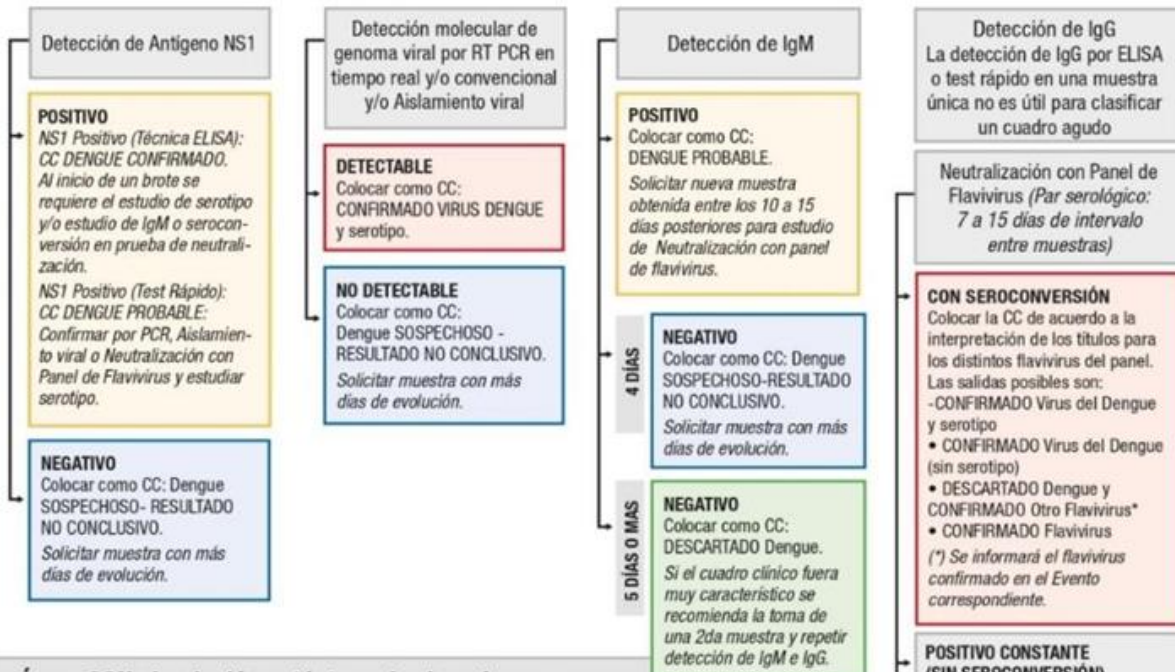 Detección de Antígeno NS1
POSITIVO
NS1 Positivo (Técnica ELISA):
CC DENGUE CONFIRMADO.
Al inicio de un brote se
requiere el estudio de serotipo
y/o estudio de IgM o serocon-
versión en prueba de neutrali-
zación.
NS1 Positivo (Test Rápido):
CC DENGUE PROBABLE:
Confirmar por PCR, Aislamien-
to viral o Neutralización con
Panel de Flavivirus y estudiar
serotipo.
NEGATIVO
Colocar como CC: Dengue
SOSPECHOSO- RESULTADO
NO CONCLUSIVO.
Solicitar muestra con más
días de evolución.
Detección molecular de
genoma viral por RT PCR en
tiempo real y/o convencional
y/o Aislamiento viral
DETECTABLE
Colocar como CC:
CONFIRMADO VIRUS DENGUE
y serotipo.
NO DETECTABLE
Colocar como CC:
Dengue SOSPECHOSO -
RESULTADO NO CONCLUSIVO.
Solicitar muestra con más
días de evolución.
Detección de IgM
POSITIVO
Colocar como CC:
DENGUE PROBABLE.
Solicitar nueva muestra
obtenida entre los 10 a 15
días posteriores para estudio
de Neutralización con panel
de flavivirus.
4 DÍAS
NEGATIVO
Colocar como CC: Dengue
SOSPECHOSO-RESULTADO
NO CONCLUSIVO.
Solicitar muestra con más
días de evolución.
5 DÍAS O MAS
NEGATIVO
Colocar como CC:
DESCARTADO Dengue.
Si el cuadro clínico fuera
muy característico se
recomienda la toma de
una 2da muestra y repetir
detección de IgM e IgG.
Detección de IgG
La detección de IgG por ELISA
o test rápido en una muestra
única no es útil para clasificar
un cuadro agudo
Neutralización con Panel de
Flavivirus (Par serológico:
7 a 15 días de intervalo
entre muestras)
CON SEROCONVERSIÓN
Colocar la CC de acuerdo a la
interpretación de los títulos para
los distintos flavivirus del panel.
Las salidas posibles son:
-CONFIRMADO Virus del Dengue
y serotipo
• CONFIRMADO Virus del Dengue
(sin serotipo)
• DESCARTADO Dengue y
CONFIRMADO Otro Flavivirus*
• CONFIRMADO Flavivirus
(*) Se informará el flavivirus
confirmado en el Evento
correspondiente.
POSITIVO CONSTANTE
(SIN SEROCONVERSIÓN)